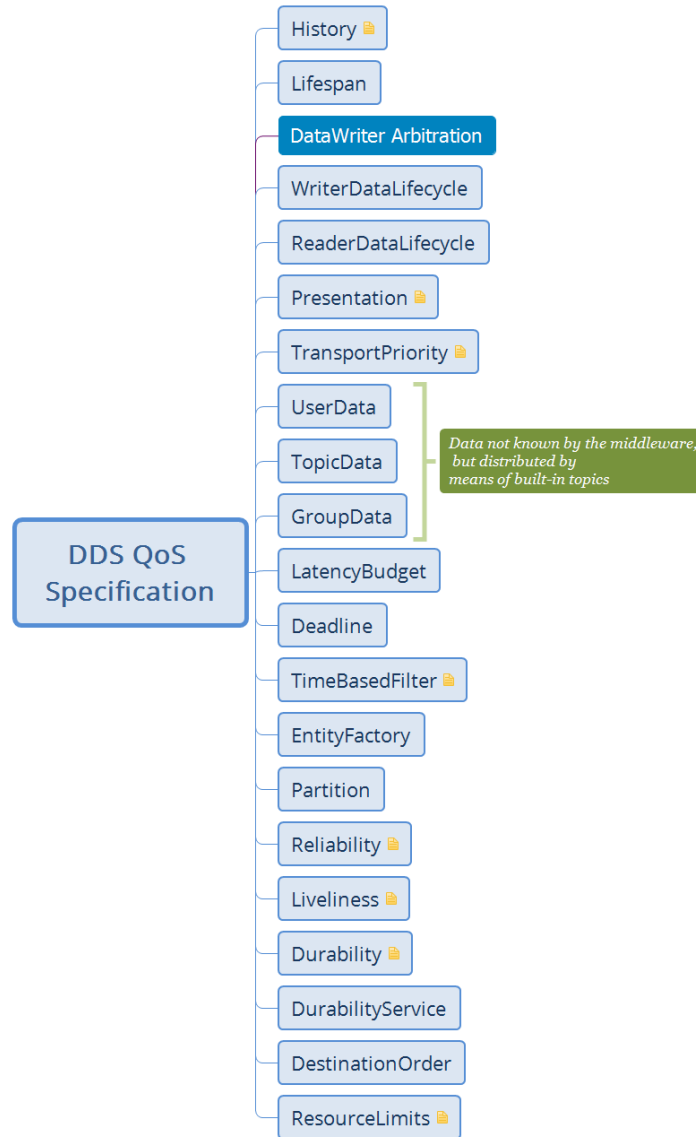 History
Lifespan
DataWriter Arbitration
WriterDataLifecycle
ReaderDataLifecycle
Presentation
TransportPriority
UserData
TopicData
GroupData
Data not known by the middleware,
but distributed by
means of built-in topics
DDS QoS
Specification
LatencyBudget
Deadline
TimeBasedFilter
EntityFactory
Partition
Reliability
Liveliness
Durability
DurabilityService
DestinationOrder
ResourceLimits